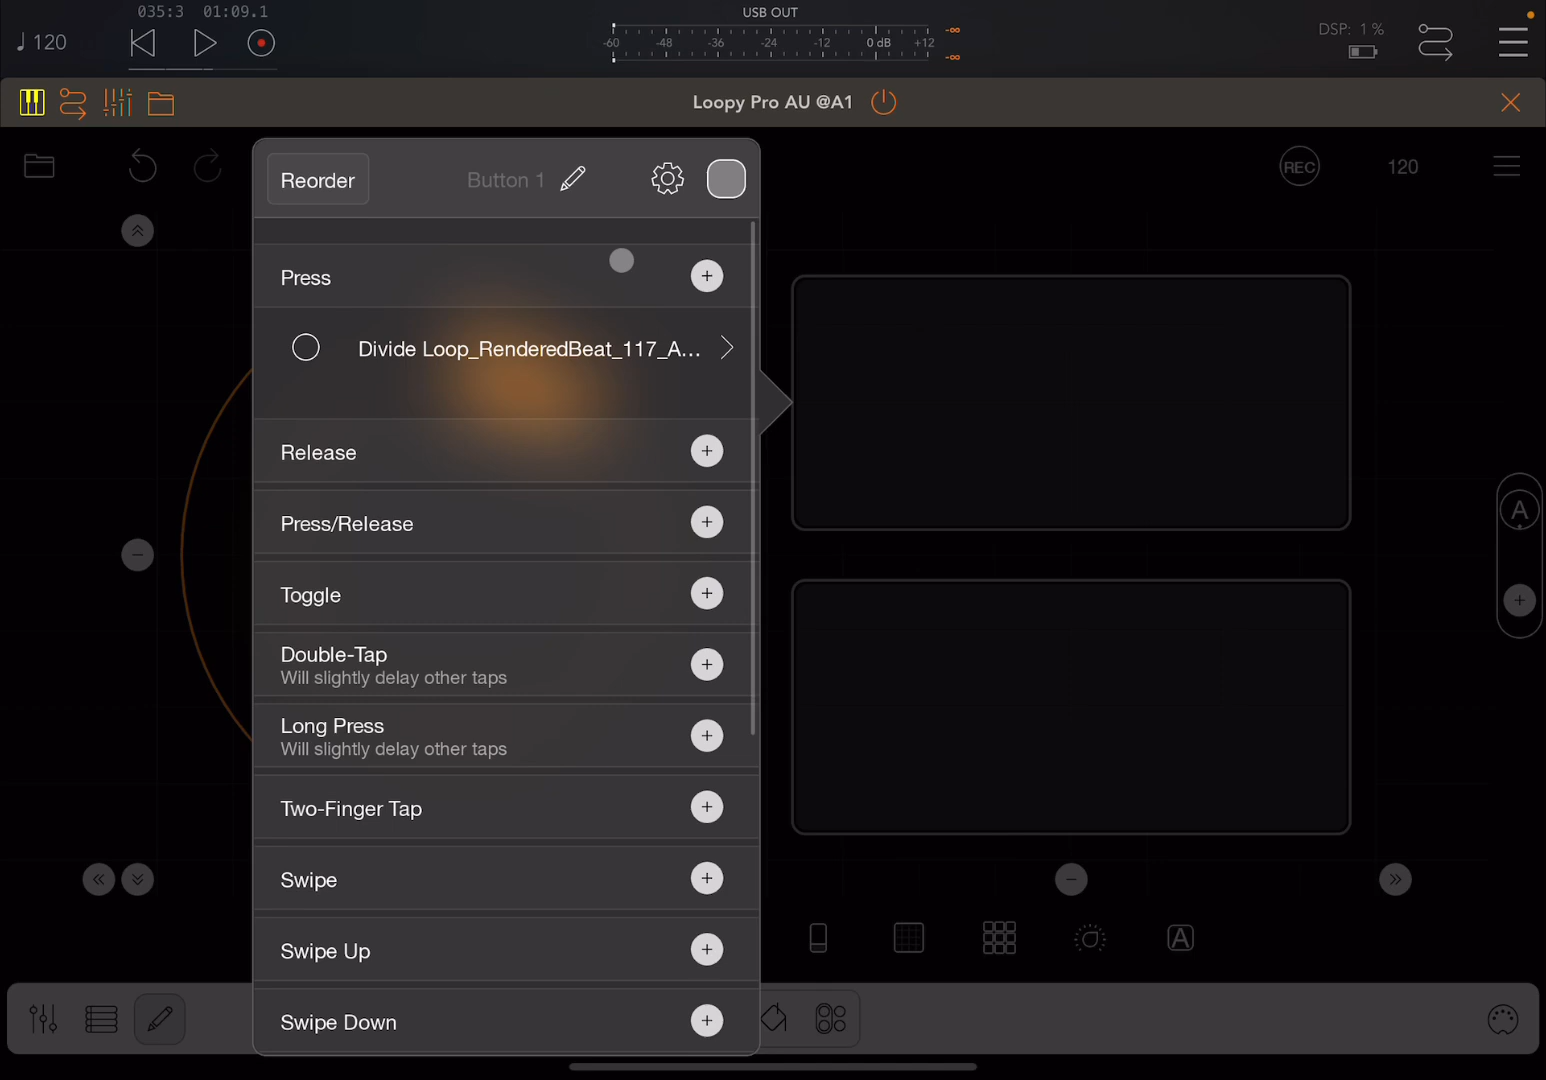 035:3 01:09.1
120
USB OUT
-60 -48 -36 -24 -12 0 dB +12
-∞
-∞
DSP: 1 %
Loopy Pro AU @A1
REC
120
Reorder
Button 1
Press
Divide Loop_RenderedBeat_117_A...
Release
Press/Release
Toggle
Double-Tap
Will slightly delay other taps
Long Press
Will slightly delay other taps
Two-Finger Tap
Swipe
Swipe Up
Swipe Down
A
A